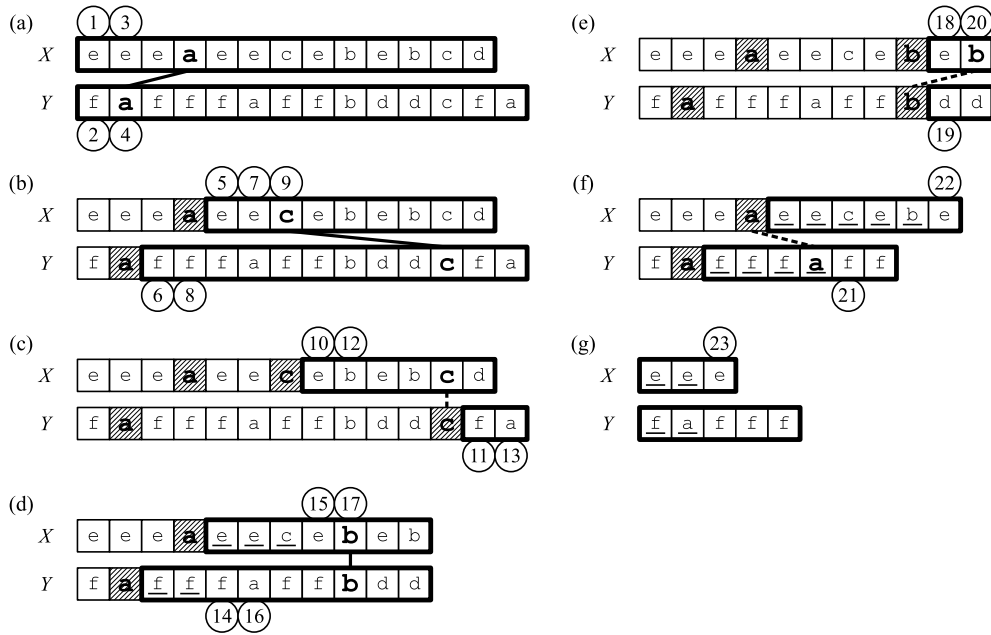 (a)
1 3
X e e e a e e c e b e b c d
Y f a f f f a f f b d d c f a
2 4
(b)
5 7 9
X e e e a e e c e b e b c d
Y f a f f f a f f b d d c f a
6 8
(c)
10 12
X e e e a e e c e b e b c d
Y f a f f f a f f b d d c f a
11 13
(d)
15 17
X e e e a e e c e b e b
Y f a f f f a f f b d d
14 16
(e)
18 20
X e e e a e e c e b e b
Y f a f f f a f f b d d
19
(f)
22
X e e e a e e c e b e
Y f a f f f a f f
21
(g)
23
X e e e
Y f a f f f